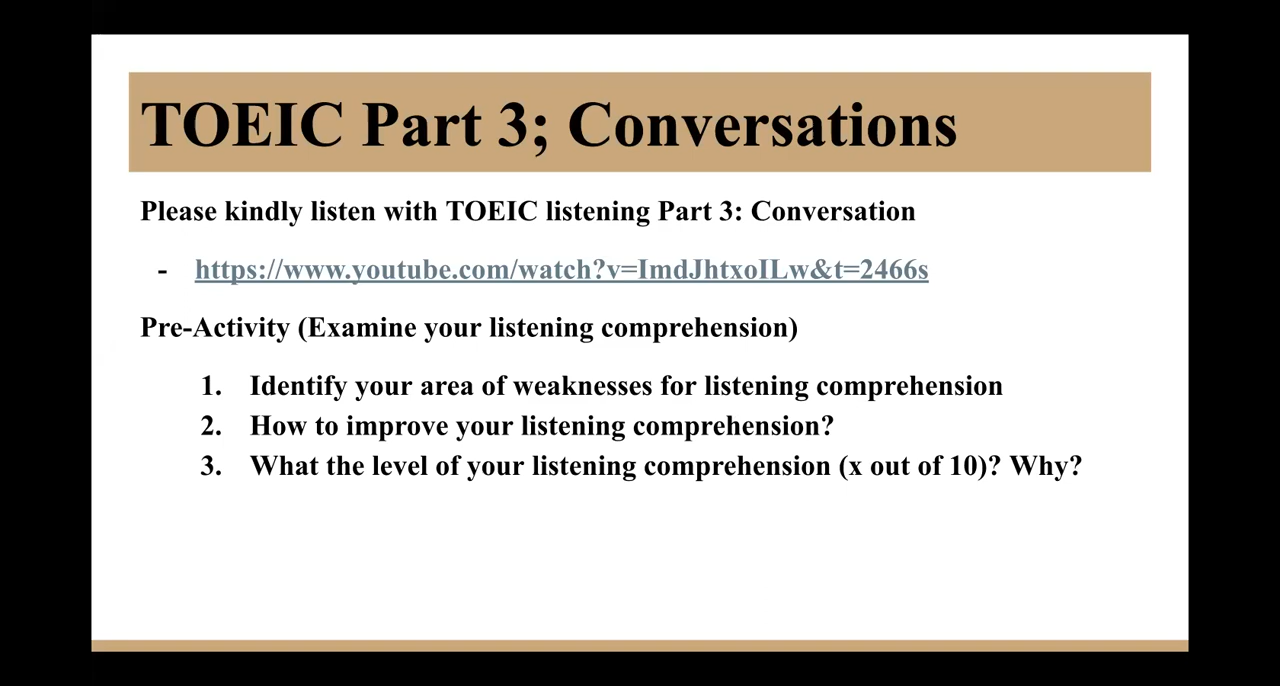 TOEIC Part 3; Conversations
Please kindly listen with TOEIC listening Part 3: Conversation
- https://www.youtube.com/watch?v=ImdJhtxoILw&t=2466s
Pre-Activity (Examine your listening comprehension)
1. Identify your area of weaknesses for listening comprehension
2. How to improve your listening comprehension?
3. What the level of your listening comprehension (x out of 10)? Why?